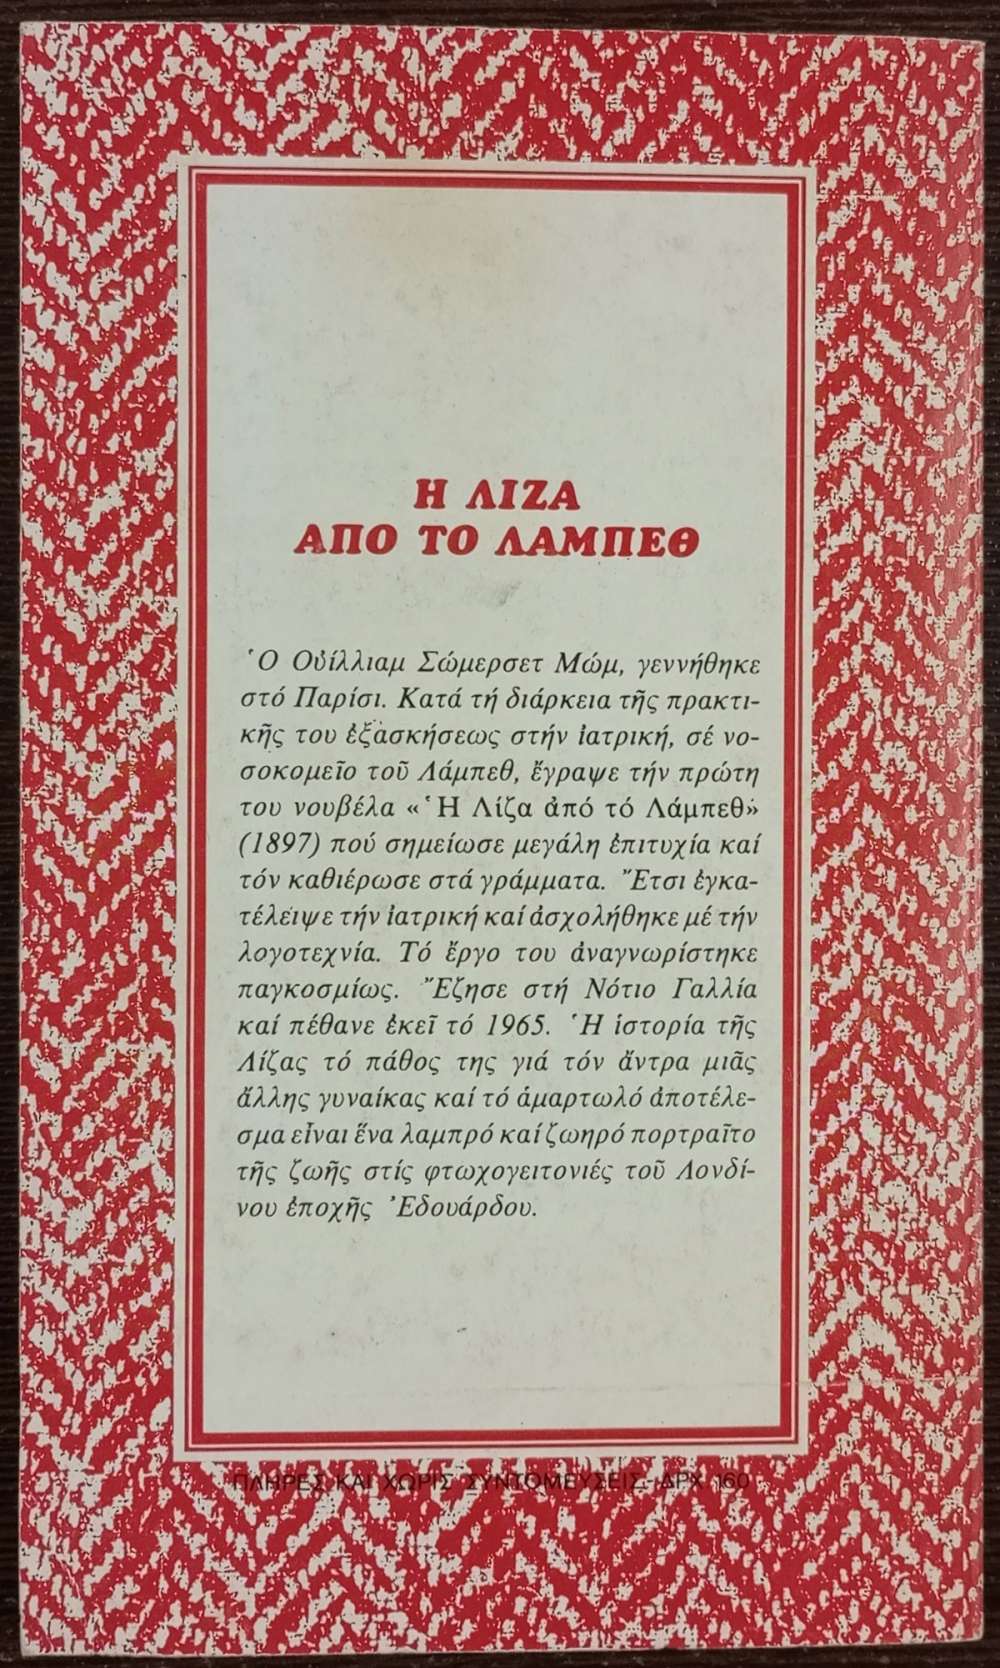 Η ΛΙΖΑ
ΑΠΟ ΤΟ ΛΑΜΠΕΘ
Ὁ Οὐίλλιαμ Σώμερσετ Μώμ, γεννήθηκε
στό Παρίσι. Κατά τή διάρκεια τῆς πρακτι-
κῆς του ἐξασκήσεως στήν ἰατρική, σέ νο-
σοκομεῖο τοῦ Λάμπεθ, ἔγραψε τήν πρώτη
του νουβέλα «Ἡ Λίζα ἀπό τό Λάμπεθ»
(1897) πού σημείωσε μεγάλη ἐπιτυχία καί
τόν καθιέρωσε στά γράμματα. Ἔτσι ἐγκα-
τέλειψε τήν ἰατρική καί ἀσχολήθηκε μέ τήν
λογοτεχνία. Τό ἔργο του ἀναγνωρίστηκε
παγκοσμίως. Ἔζησε στή Νότιο Γαλλία
καί πέθανε ἐκεῖ τό 1965. Ἡ ἱστορία τῆς
Λίζας τό πάθος της γιά τόν ἄντρα μιᾶς
ἄλλης γυναίκας καί τό ἁμαρτωλό ἀποτέλε-
σμα εἶναι ἕνα λαμπρό καί ζωηρό πορτραῖτο
τῆς ζωῆς στίς φτωχογειτονιές τοῦ Λονδί-
νου ἐποχῆς Ἐδουάρδου.
ΠΛΗΡΕΣ ΚΑΙ ΧΩΡΙΣ ΣΥΝΤΟΜΕΥΣΕΙΣ ΔΡΧ 160